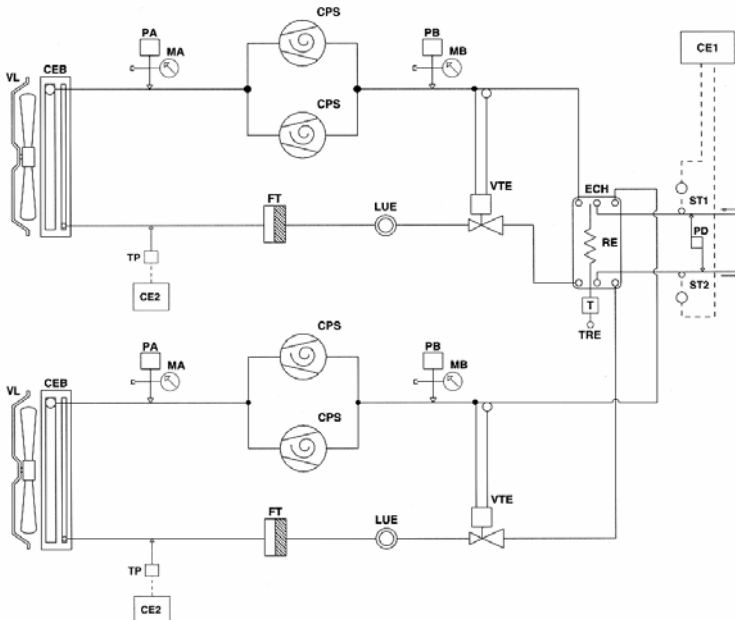 CPS
PA
PB
MA
MB
CE1
VL
CEB
CPS
VTE
ECH
ST1
FT
LUE
RE
PD
TP
ST2
CE2
T
TRE
CPS
PA
PB
MA
MB
VL
CEB
CPS
VTE
FT
LUE
TP
CE2